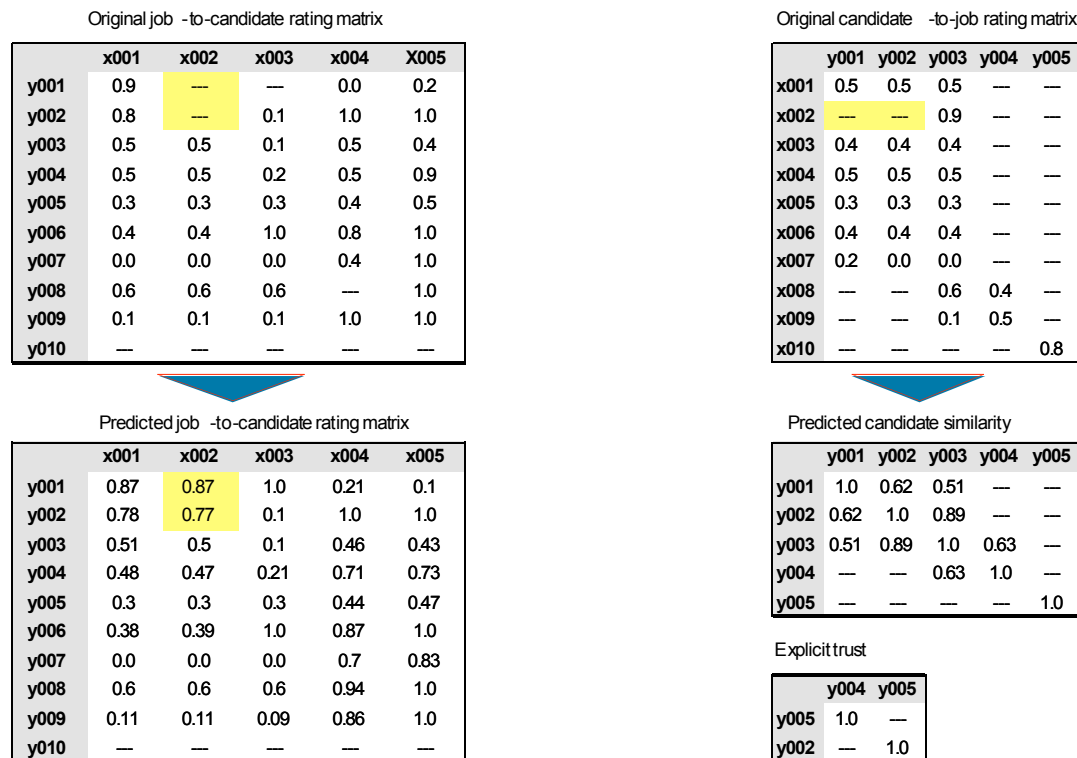 Original job -to-candidate rating matrix
x001 x002 x003 x004 X005
y001 0.9 --- --- 0.0 0.2
y002 0.8 --- 0.1 1.0 1.0
y003 0.5 0.5 0.1 0.5 0.4
y004 0.5 0.5 0.2 0.5 0.9
y005 0.3 0.3 0.3 0.4 0.5
y006 0.4 0.4 1.0 0.8 1.0
y007 0.0 0.0 0.0 0.4 1.0
y008 0.6 0.6 0.6 --- 1.0
y009 0.1 0.1 0.1 1.0 1.0
y010 --- --- --- --- ---
Predicted job -to-candidate rating matrix
x001 x002 x003 x004 x005
y001 0.87 0.87 1.0 0.21 0.1
y002 0.78 0.77 0.1 1.0 1.0
y003 0.51 0.5 0.1 0.46 0.43
y004 0.48 0.47 0.21 0.71 0.73
y005 0.3 0.3 0.3 0.44 0.47
y006 0.38 0.39 1.0 0.87 1.0
y007 0.0 0.0 0.0 0.7 0.83
y008 0.6 0.6 0.6 0.94 1.0
y009 0.11 0.11 0.09 0.86 1.0
y010 --- --- --- --- ---
Original candidate -to-job rating matrix
y001 y002 y003 y004 y005
x001 0.5 0.5 0.5 --- ---
x002 --- --- 0.9 --- ---
x003 0.4 0.4 0.4 --- ---
x004 0.5 0.5 0.5 --- ---
x005 0.3 0.3 0.3 --- ---
x006 0.4 0.4 0.4 --- ---
x007 0.2 0.0 0.0 --- ---
x008 --- --- 0.6 0.4 ---
x009 --- --- 0.1 0.5 ---
x010 --- --- --- --- 0.8
Predicted candidate similarity
y001 y002 y003 y004 y005
y001 1.0 0.62 0.51 --- ---
y002 0.62 1.0 0.89 --- ---
y003 0.51 0.89 1.0 0.63 ---
y004 --- --- 0.63 1.0 ---
y005 --- --- --- --- 1.0
Explicit trust
y004 y005
y005 1.0 ---
y002 --- 1.0